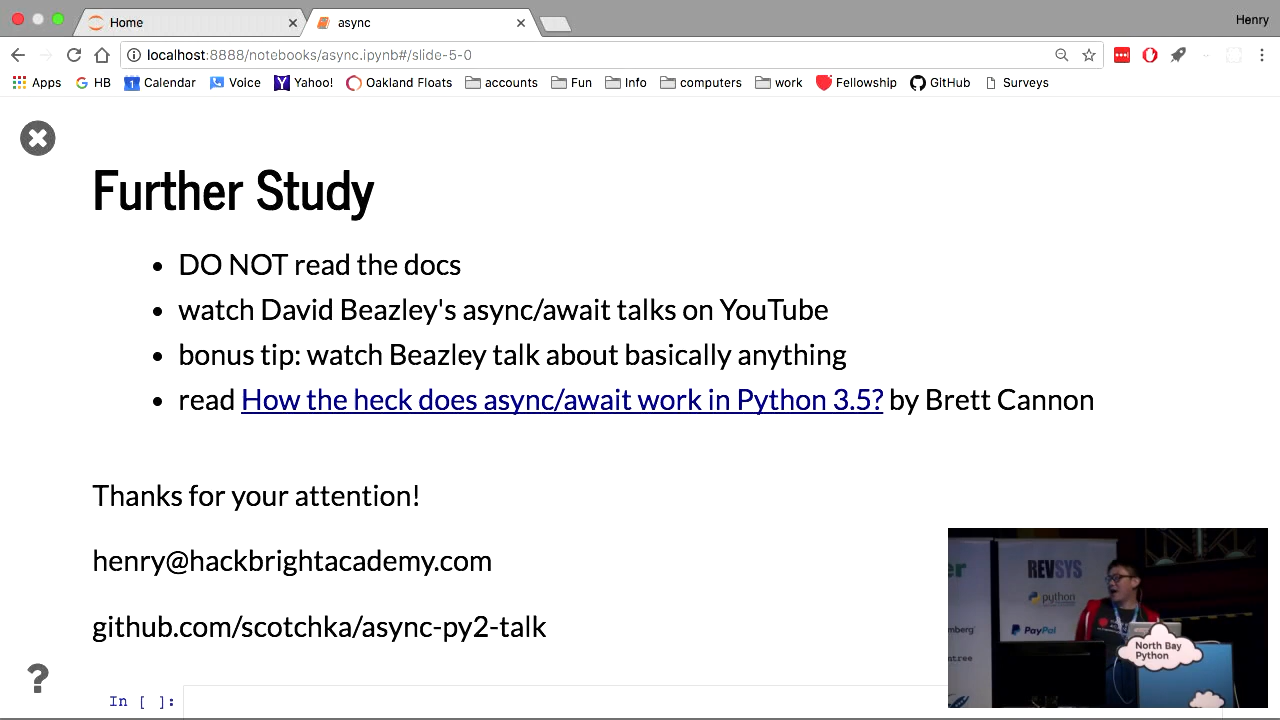 Home
async
Henry
localhost:8888/notebooks/async.ipynb#/slide-5-0
Apps
HB
Calendar
Voice
Yahoo!
Oakland Floats
accounts
Fun
Info
computers
work
Fellowship
GitHub
Surveys
Further Study
DO NOT read the docs
watch David Beazley's async/await talks on YouTube
bonus tip: watch Beazley talk about basically anything
read How the heck does async/await work in Python 3.5? by Brett Cannon
Thanks for your attention!
henry@hackbrightacademy.com
github.com/scotchka/async-py2-talk
In [ ]:
REVSYS
python
PayPal
North Bay
Python